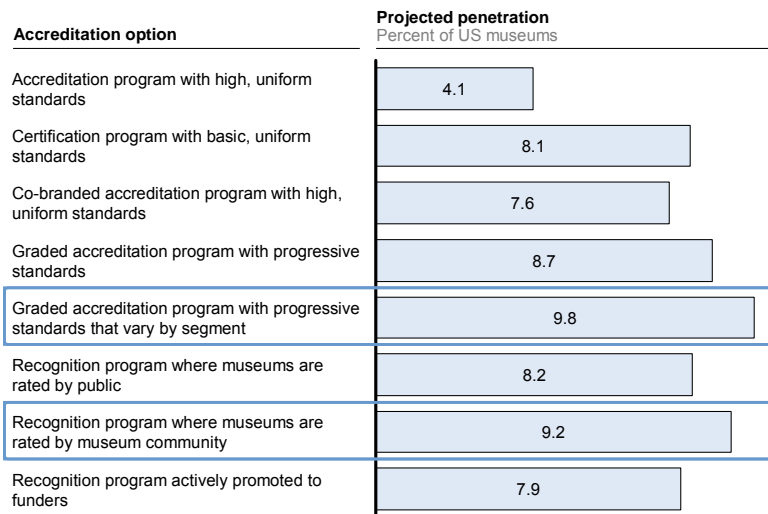 Accreditation option
Projected penetration
Percent of US museums
Accreditation program with high, uniform
standards
4.1
Certification program with basic, uniform
standards
8.1
Co-branded accreditation program with high,
uniform standards
7.6
Graded accreditation program with progressive
standards
8.7
Graded accreditation program with progressive
standards that vary by segment
9.8
Recognition program where museums are
rated by public
8.2
Recognition program where museums are
rated by museum community
9.2
Recognition program actively promoted to
funders
7.9